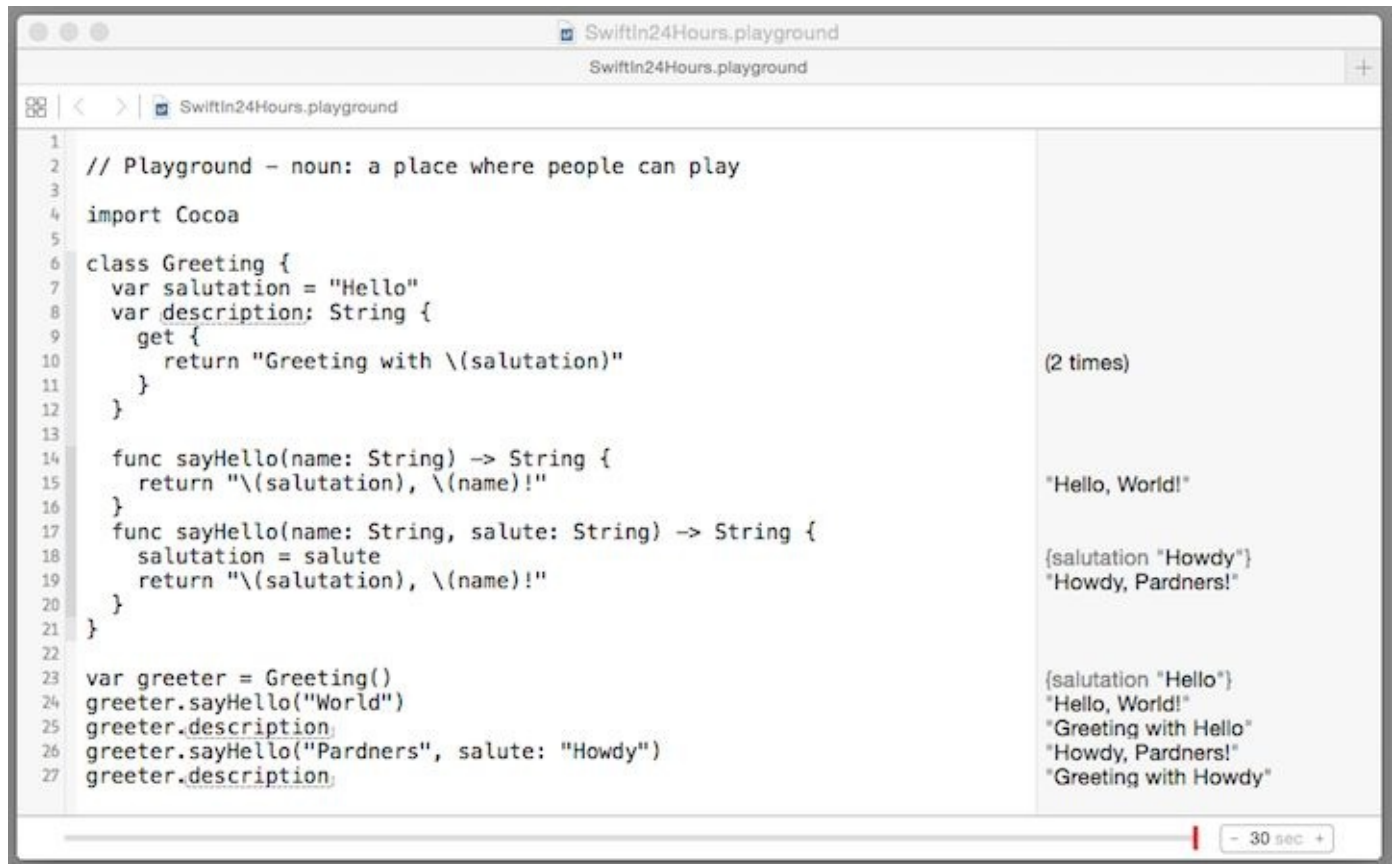 SwiftIn24Hours.playground
SwiftIn24Hours.playground +
< > SwiftIn24Hours.playground
1
2 // Playground – noun: a place where people can play
3
4 import Cocoa
5
6 class Greeting {
7   var salutation = "Hello"
8   var description: String {
9     get {
10       return "Greeting with \(salutation)" (2 times)
11     }
12   }
13
14   func sayHello(name: String) -> String {
15     return "\(salutation), \(name)!" "Hello, World!"
16   }
17   func sayHello(name: String, salute: String) -> String {
18     salutation = salute {salutation "Howdy"}
19     return "\(salutation), \(name)!" "Howdy, Pardners!"
20   }
21 }
22
23 var greeter = Greeting() {salutation "Hello"}
24 greeter.sayHello("World") "Hello, World!"
25 greeter.description "Greeting with Hello"
26 greeter.sayHello("Pardners", salute: "Howdy") "Howdy, Pardners!"
27 greeter.description "Greeting with Howdy"
- 30 sec +